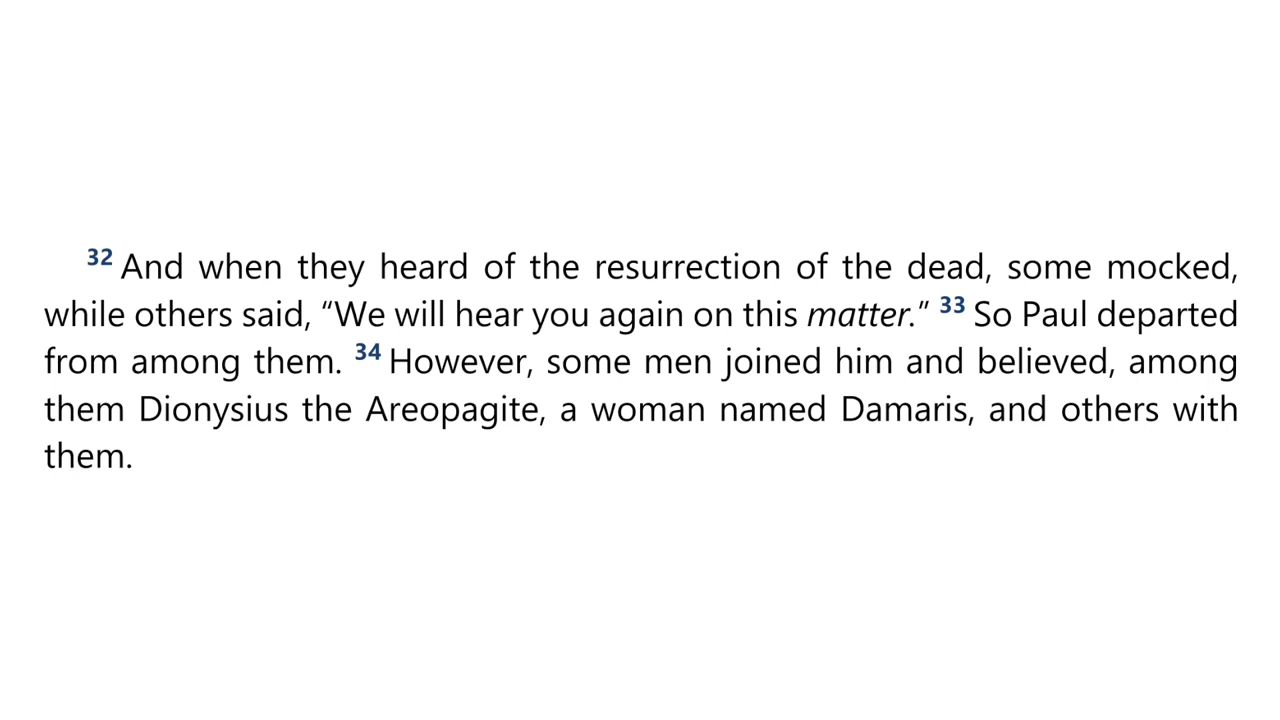 32 And when they heard of the resurrection of the dead, some mocked,
while others said, “We will hear you again on this matter.” 33 So Paul departed
from among them. 34 However, some men joined him and believed, among
them Dionysius the Areopagite, a woman named Damaris, and others with
them.